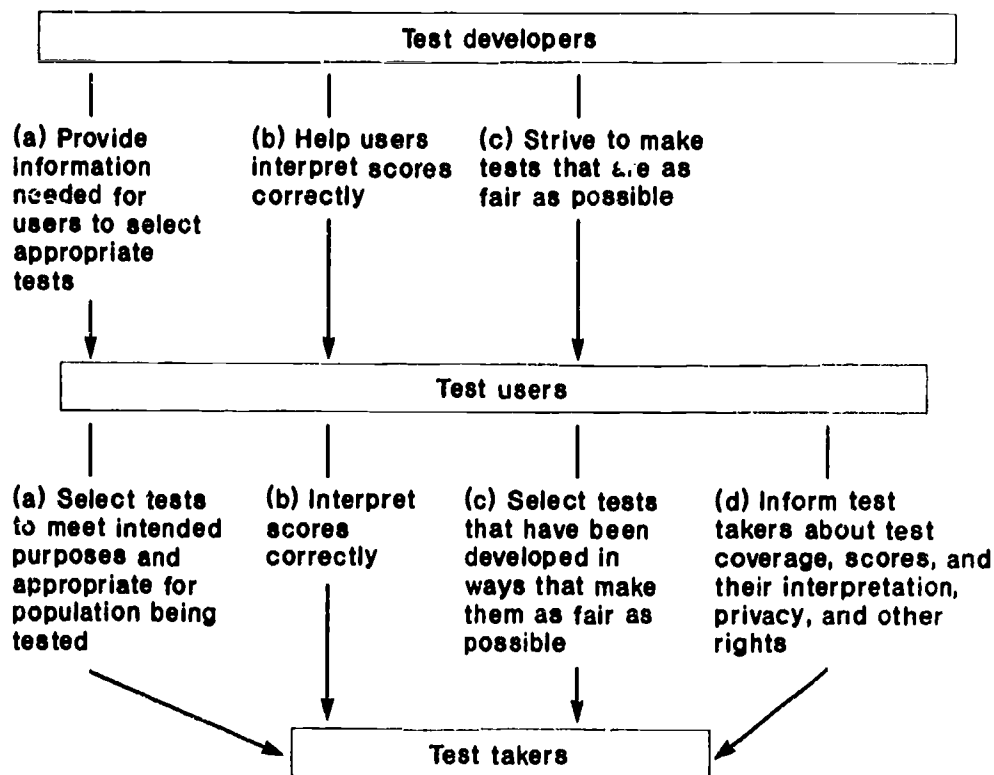 Test developers
(a) Provide
information
needed for
users to select
appropriate
tests
(b) Help users
interpret scores
correctly
(c) Strive to make
tests that are as
fair as possible
Test users
(a) Select tests
to meet intended
purposes and
appropriate for
population being
tested
(b) Interpret
scores
correctly
(c) Select tests
that have been
developed in
ways that make
them as fair as
possible
(d) Inform test
takers about test
coverage, scores, and
their interpretation,
privacy, and other
rights
Test takers